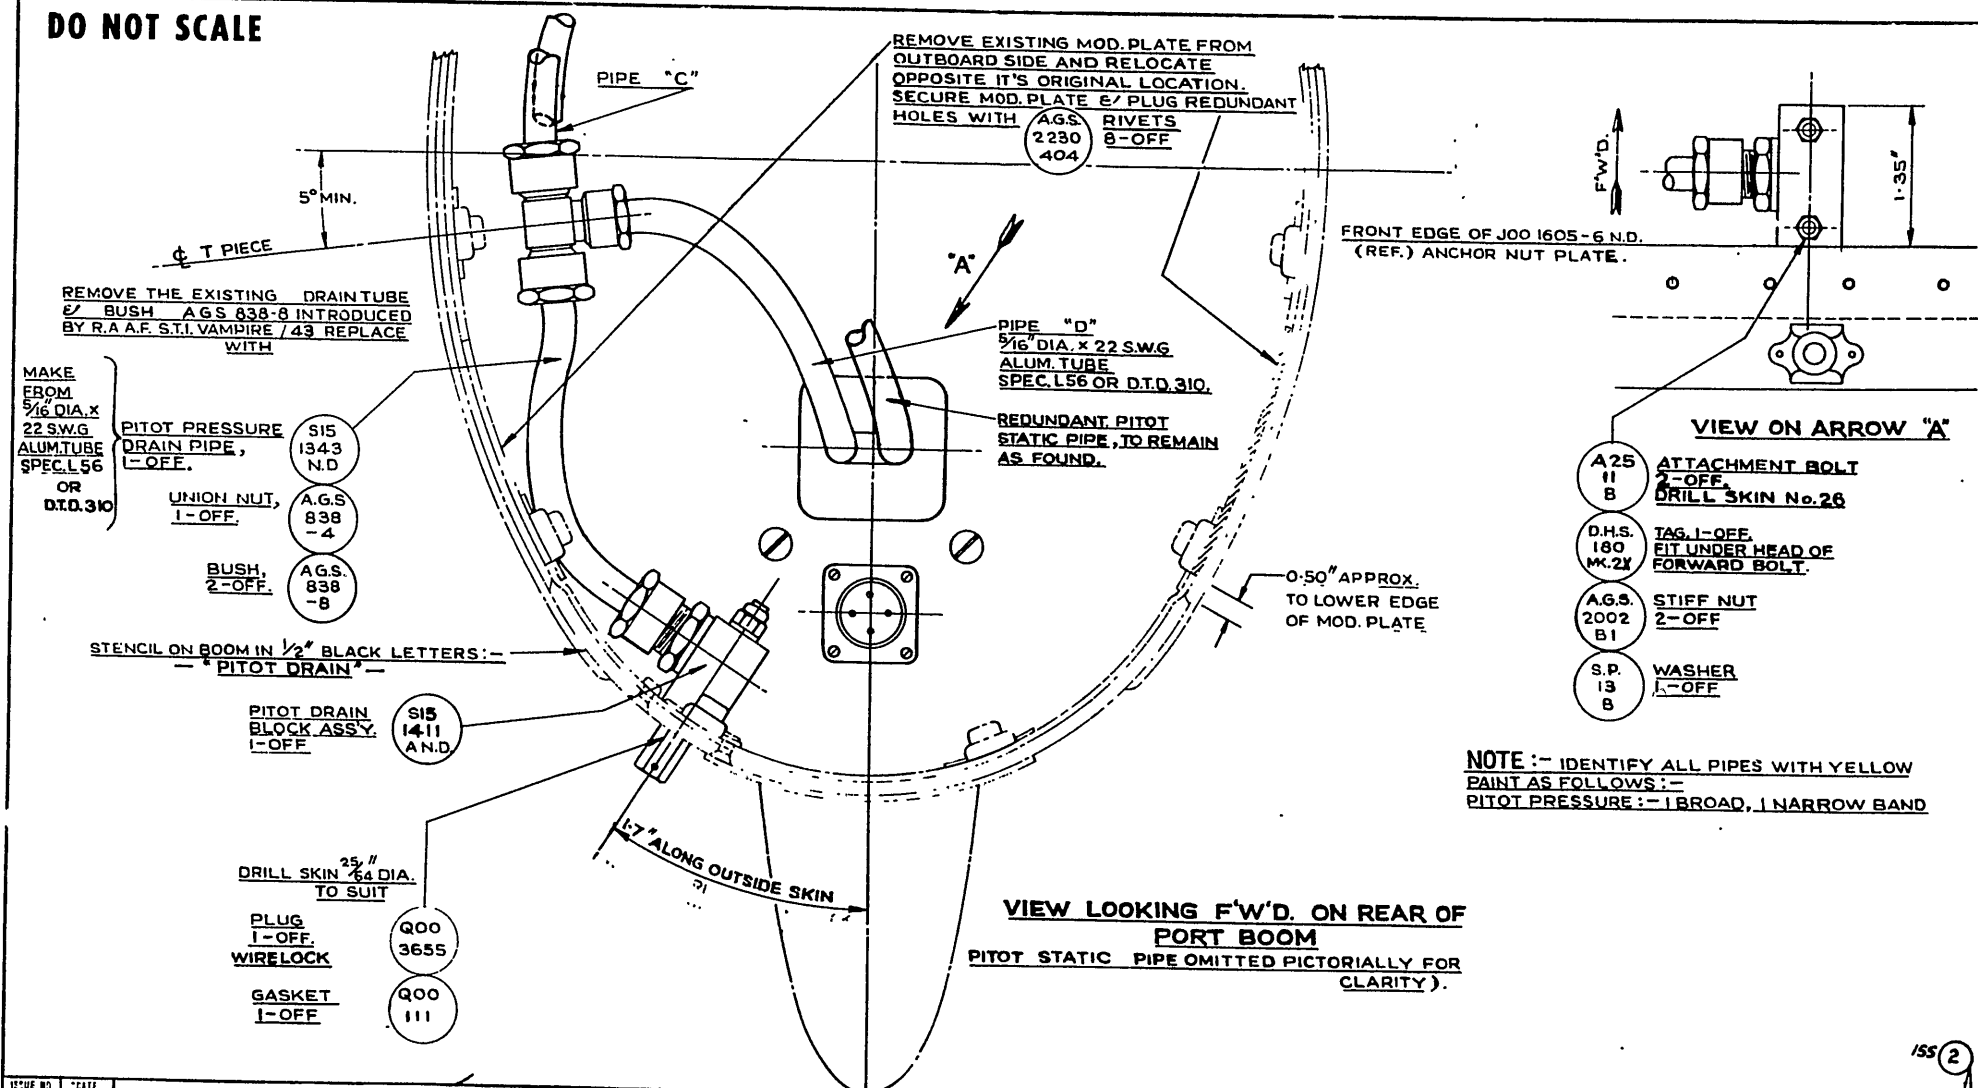 DO NOT SCALE
PIPE "C"
REMOVE EXISTING MOD. PLATE FROM
OUTBOARD SIDE AND RELOCATE
OPPOSITE IT'S ORIGINAL LOCATION.
SECURE MOD. PLATE & PLUG REDUNDANT
HOLES WITH
A.G.S.
2230
404
RIVETS
8-OFF
5° MIN.
℄ T PIECE
REMOVE THE EXISTING DRAIN TUBE
& BUSH AGS 838-8 INTRODUCED
BY R.A.A.F. S.T.I. VAMPIRE /43 REPLACE
WITH
MAKE
FROM
5/16" DIA. x
22 S.W.G
ALUM.TUBE
SPEC.L56
OR
D.T.D.310
PITOT PRESSURE
DRAIN PIPE,
1-OFF.
S15
1343
N.D
UNION NUT,
1-OFF.
A.G.S
838
-4
BUSH,
2-OFF.
A.G.S.
838
-8
STENCIL ON BOOM IN 1/2" BLACK LETTERS:-
- "PITOT DRAIN" -
PITOT DRAIN
BLOCK ASS'Y.
1-OFF
S15
1411
A N.D.
DRILL SKIN 25/64" DIA.
TO SUIT
PLUG
1-OFF.
WIRELOCK
Q00
3655
GASKET
1-OFF
Q00
111
"A"
PIPE "D"
5/16" DIA. x 22 S.W.G
ALUM. TUBE
SPEC. L56 OR D.T.D. 310.
REDUNDANT PITOT
STATIC PIPE, TO REMAIN
AS FOUND.
0.50" APPROX.
TO LOWER EDGE
OF MOD. PLATE
1.7" ALONG OUTSIDE SKIN
VIEW LOOKING F'W'D. ON REAR OF
PORT BOOM
PITOT STATIC PIPE OMITTED PICTORIALLY FOR
CLARITY).
F'W'D.
1.35"
FRONT EDGE OF J00 1605-6 N.D.
(REF.) ANCHOR NUT PLATE.
VIEW ON ARROW "A"
A25
11
B
ATTACHMENT BOLT
2-OFF.
DRILL SKIN No.26
D.H.S.
180
MK.2X
TAG. 1-OFF.
FIT UNDER HEAD OF
FORWARD BOLT.
A.G.S.
2002
B1
STIFF NUT
2-OFF
S.P.
13
B
WASHER
1-OFF
NOTE :- IDENTIFY ALL PIPES WITH YELLOW
PAINT AS FOLLOWS :-
PITOT PRESSURE :- 1 BROAD, 1 NARROW BAND
ISS 2
ISSUE NO.